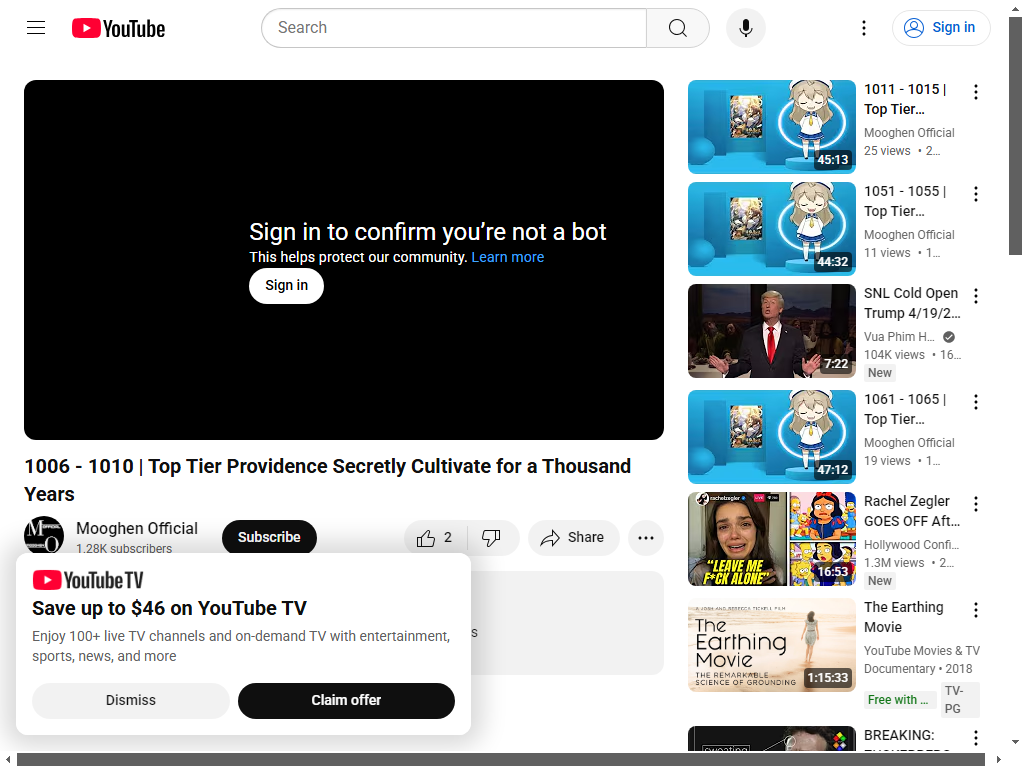 YouTube
Search
Sign in
Sign in to confirm you’re not a bot
This helps protect our community. Learn more
Sign in
1006 - 1010 | Top Tier Providence Secretly Cultivate for a Thousand
Years
Mooghen Official
1.28K subscribers
Subscribe
2
Share
s
YouTube TV
Save up to $46 on YouTube TV
Enjoy 100+ live TV channels and on-demand TV with entertainment,
sports, news, and more
Dismiss
Claim offer
45:13
1011 - 1015 |
Top Tier…
Mooghen Official
25 views • 2…
44:32
1051 - 1055 |
Top Tier…
Mooghen Official
11 views • 1…
7:22
SNL Cold Open
Trump 4/19/2…
Vua Phim H…
104K views • 16…
New
47:12
1061 - 1065 |
Top Tier…
Mooghen Official
19 views • 1…
rachelzegler
LIVE
"LEAVE ME
F*CK ALONE"
16:53
Rachel Zegler
GOES OFF Aft…
Hollywood Confi…
1.3M views • 2…
New
A JOSH AND REBECCA TICKELL FILM
The
Earthing
Movie
THE REMARKABLE
SCIENCE OF GROUNDING
1:15:33
The Earthing
Movie
YouTube Movies & TV
Documentary • 2018
Free with …
TV-
PG
BREAKING: